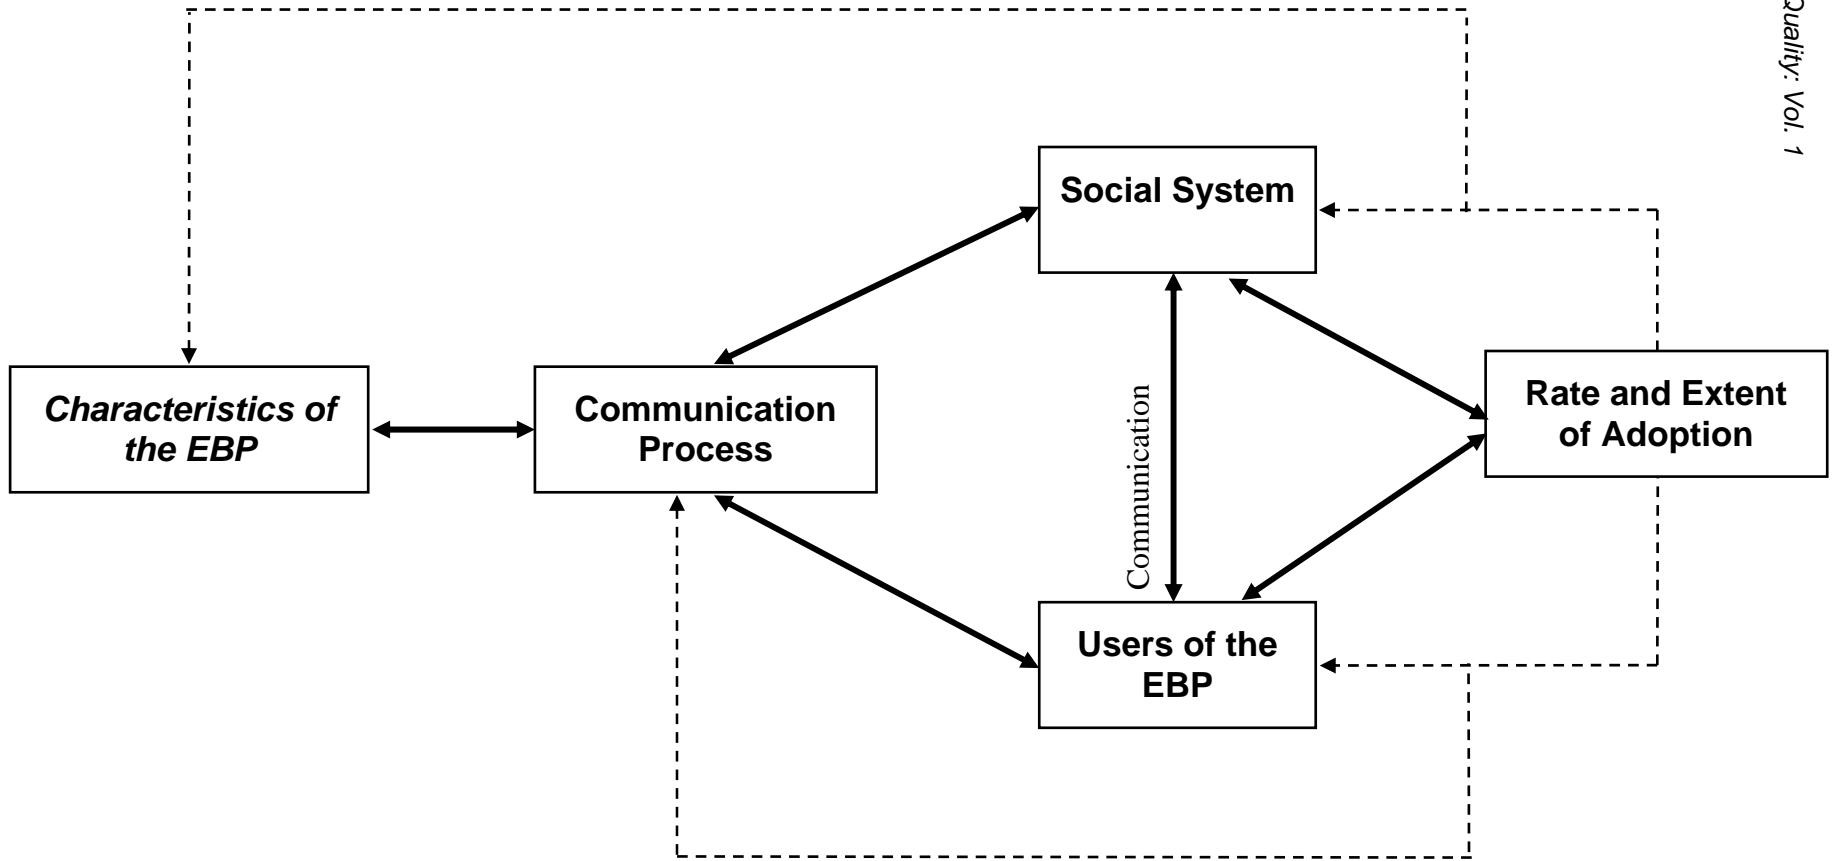 Quality: Vol. 1
Social System
Characteristics of
the EBP
Communication
Process
Communication
Rate and Extent
of Adoption
Users of the
EBP